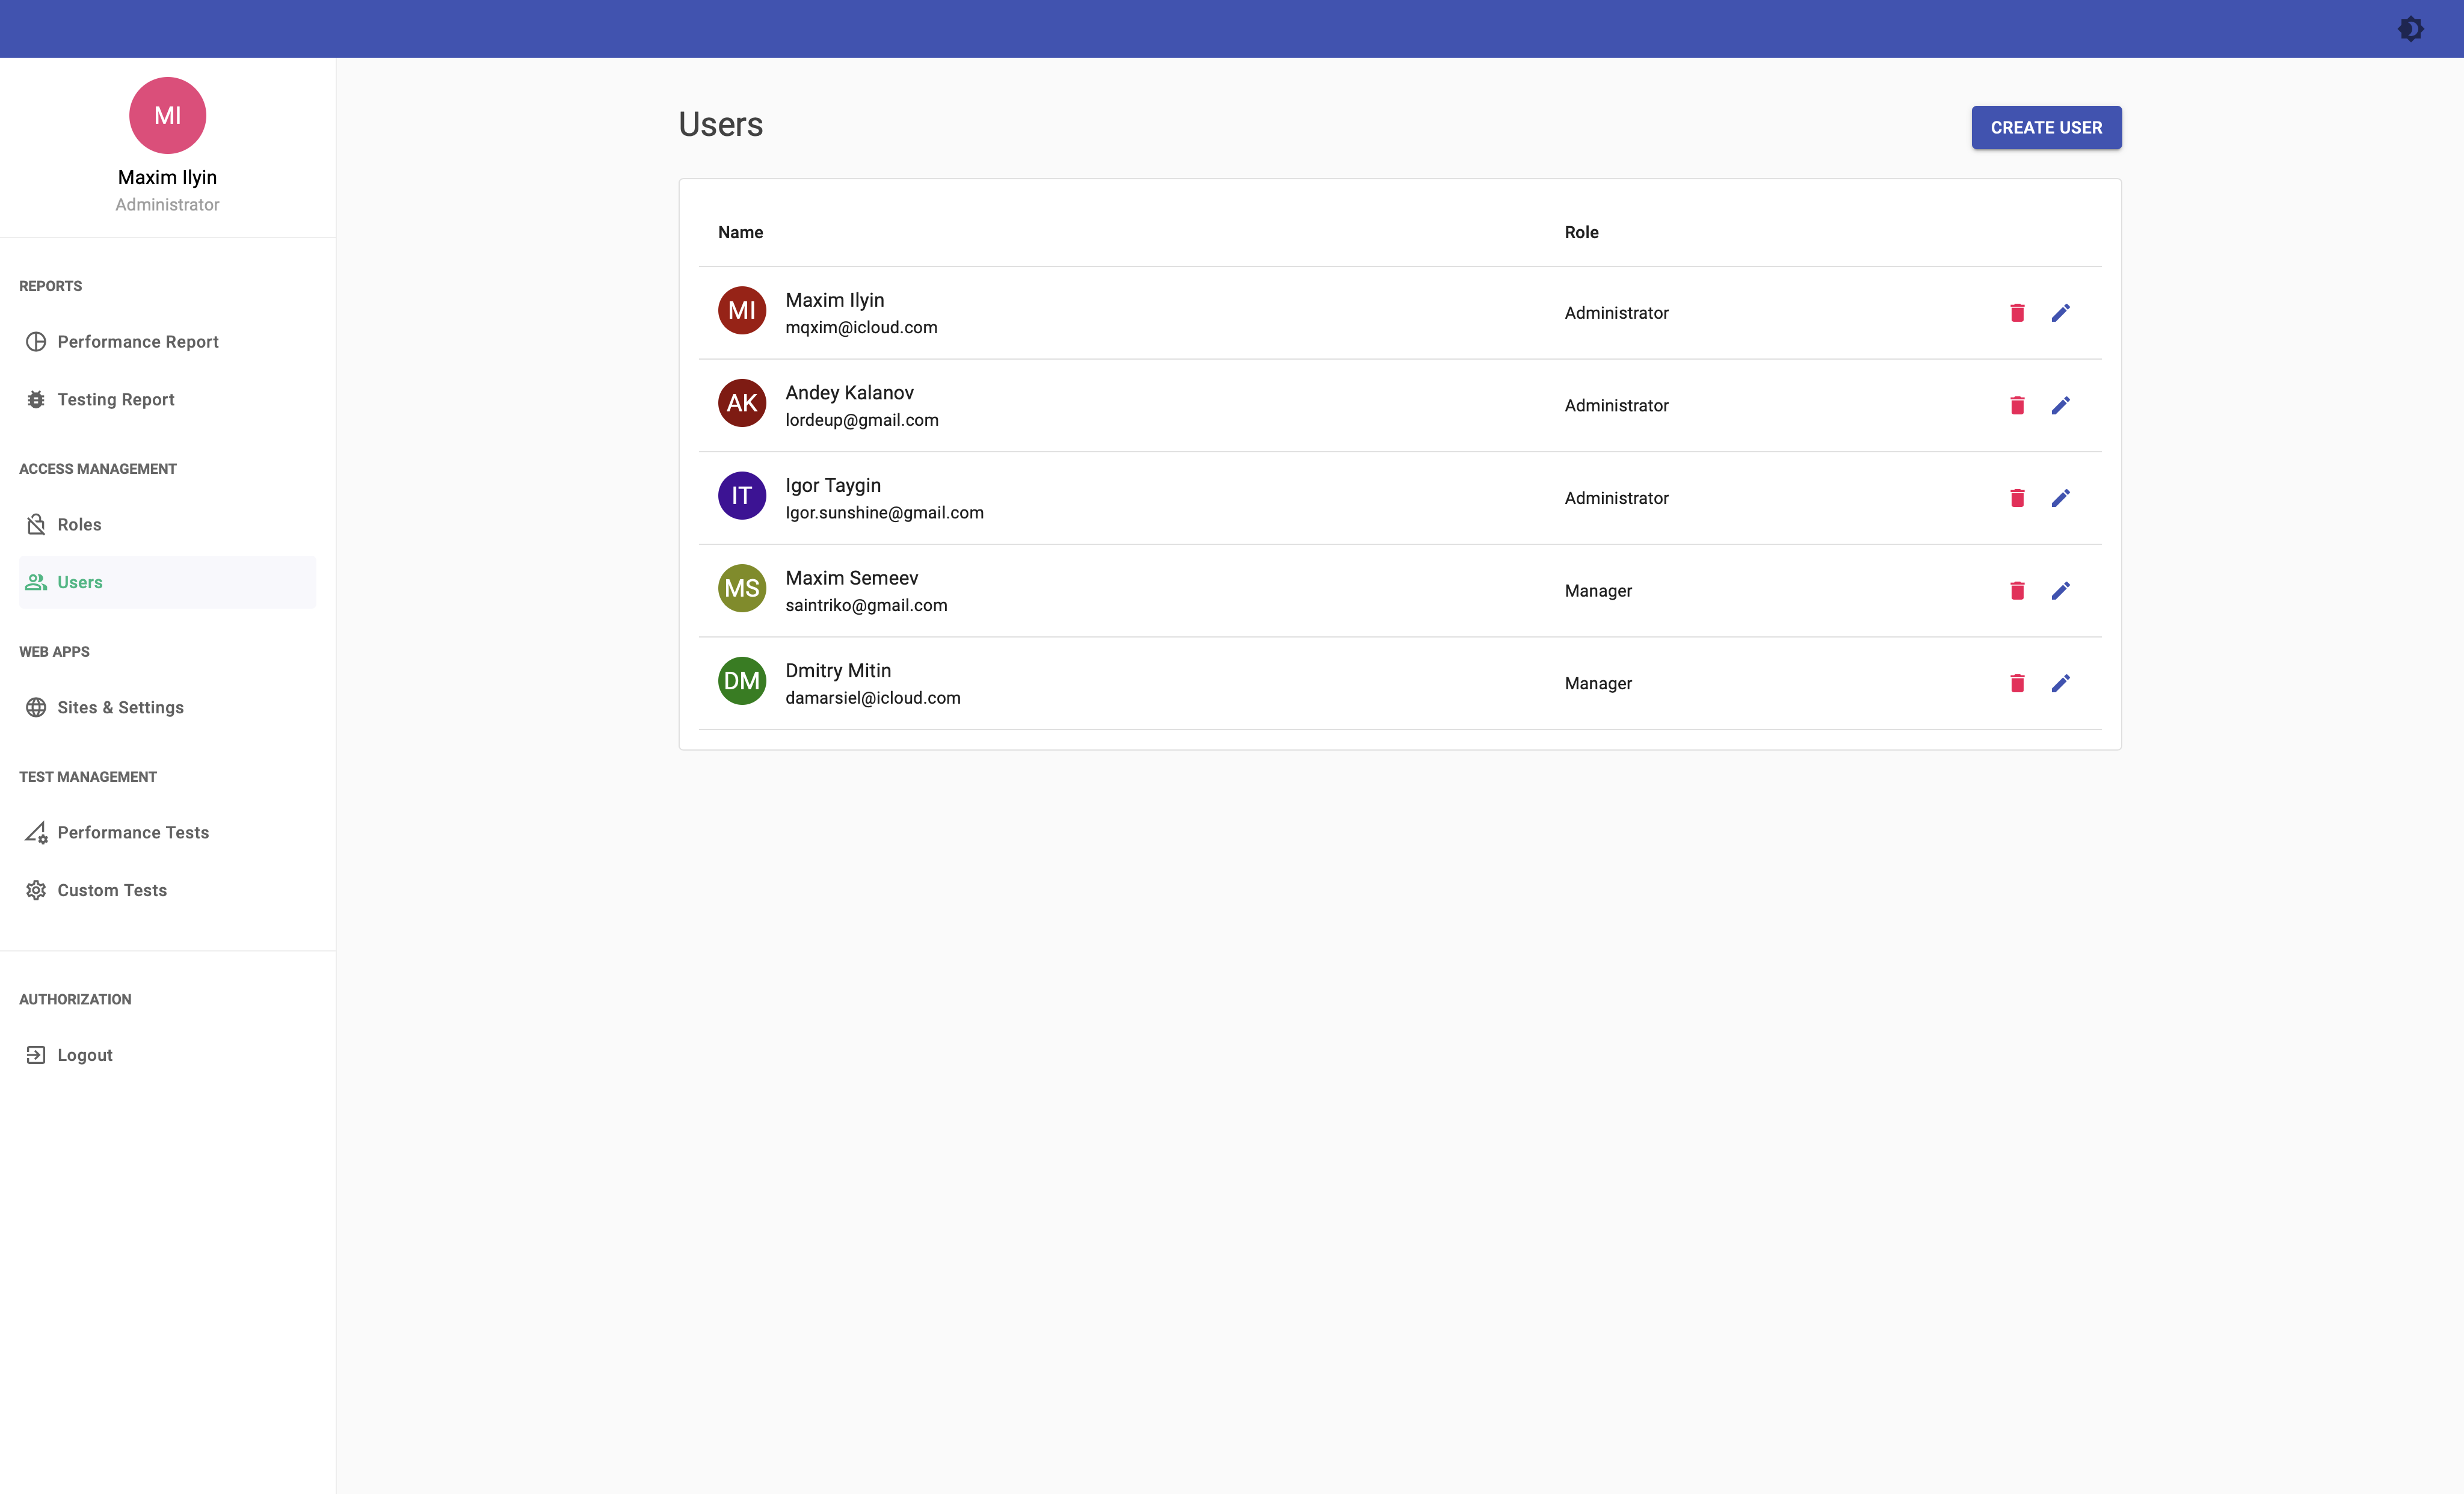 MI
Maxim Ilyin
Administrator
REPORTS
Performance Report
Testing Report
ACCESS MANAGEMENT
Roles
Users
WEB APPS
Sites & Settings
TEST MANAGEMENT
Performance Tests
Custom Tests
AUTHORIZATION
Logout
Users
CREATE USER
Name Role
MI Maxim Ilyin
mqxim@icloud.com
Administrator
AK Andey Kalanov
lordeup@gmail.com
Administrator
IT Igor Taygin
Igor.sunshine@gmail.com
Administrator
MS Maxim Semeev
saintriko@gmail.com
Manager
DM Dmitry Mitin
damarsiel@icloud.com
Manager